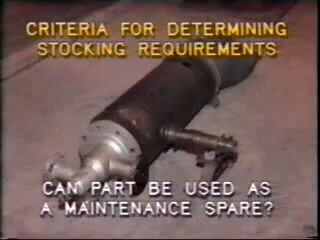 CRITERIA FOR DETERMINING
STOCKING REQUIREMENTS
CAN PART BE USED AS
A MAINTENANCE SPARE?